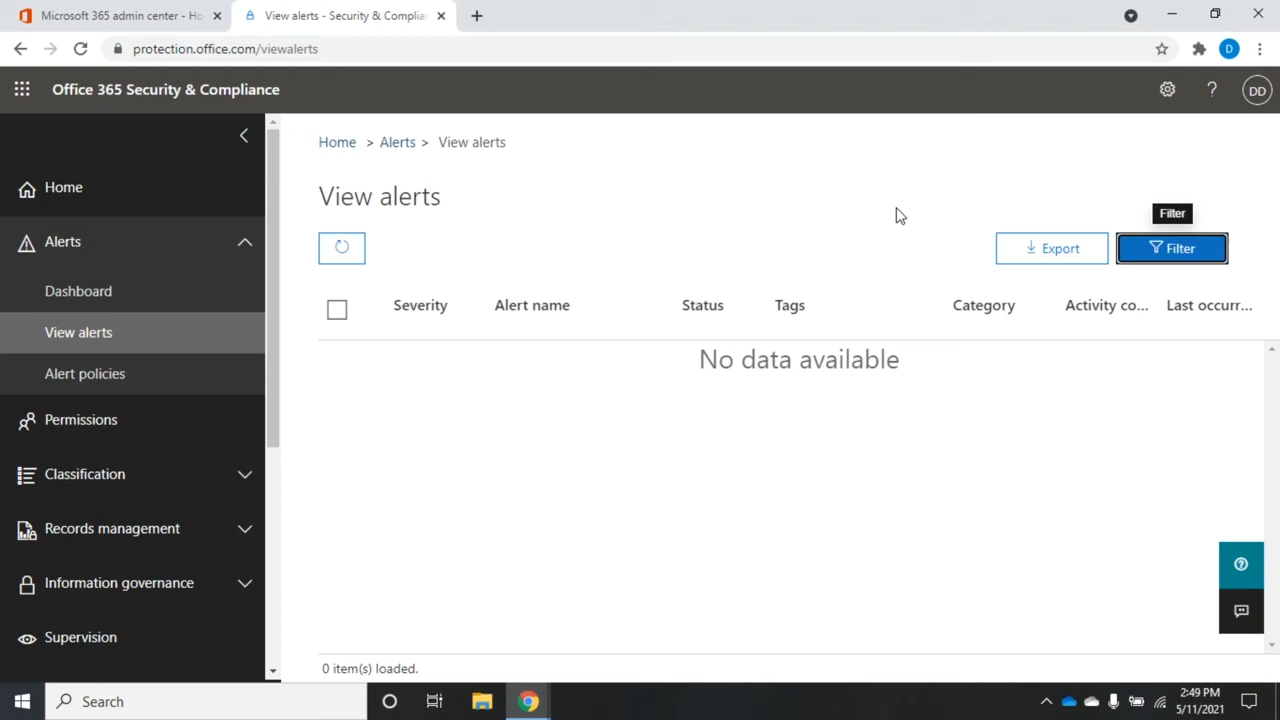 Microsoft 365 admin center - Ho
View alerts - Security & Complian
protection.office.com/viewalerts
D
Office 365 Security & Compliance
?
DD
Home > Alerts > View alerts
View alerts
Filter
Export
Filter
Home
Alerts
Dashboard
View alerts
Alert policies
Permissions
Classification
Records management
Information governance
Supervision
Severity
Alert name
Status
Tags
Category
Activity co...
Last occurr...
No data available
0 item(s) loaded.
Search
2:49 PM
5/11/2021